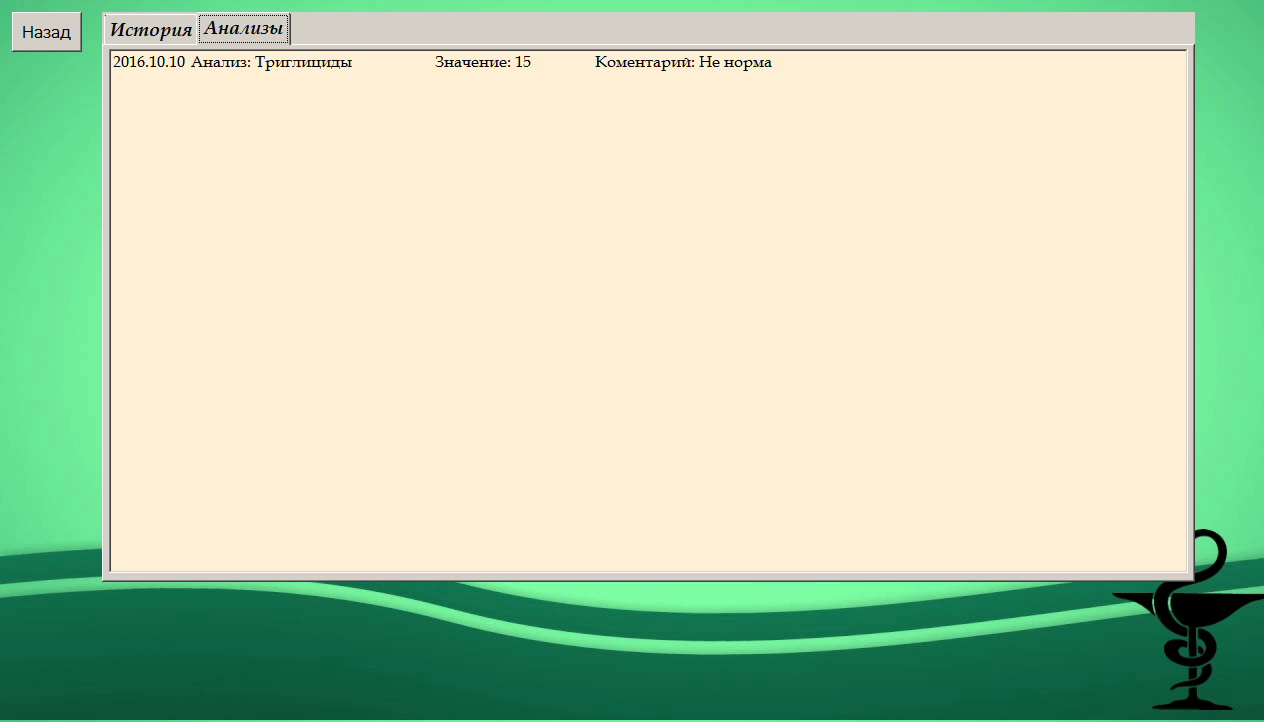 Назад
История Анализы
2016.10.10 Анализ: Триглициды Значение: 15 Коментарий: Не норма